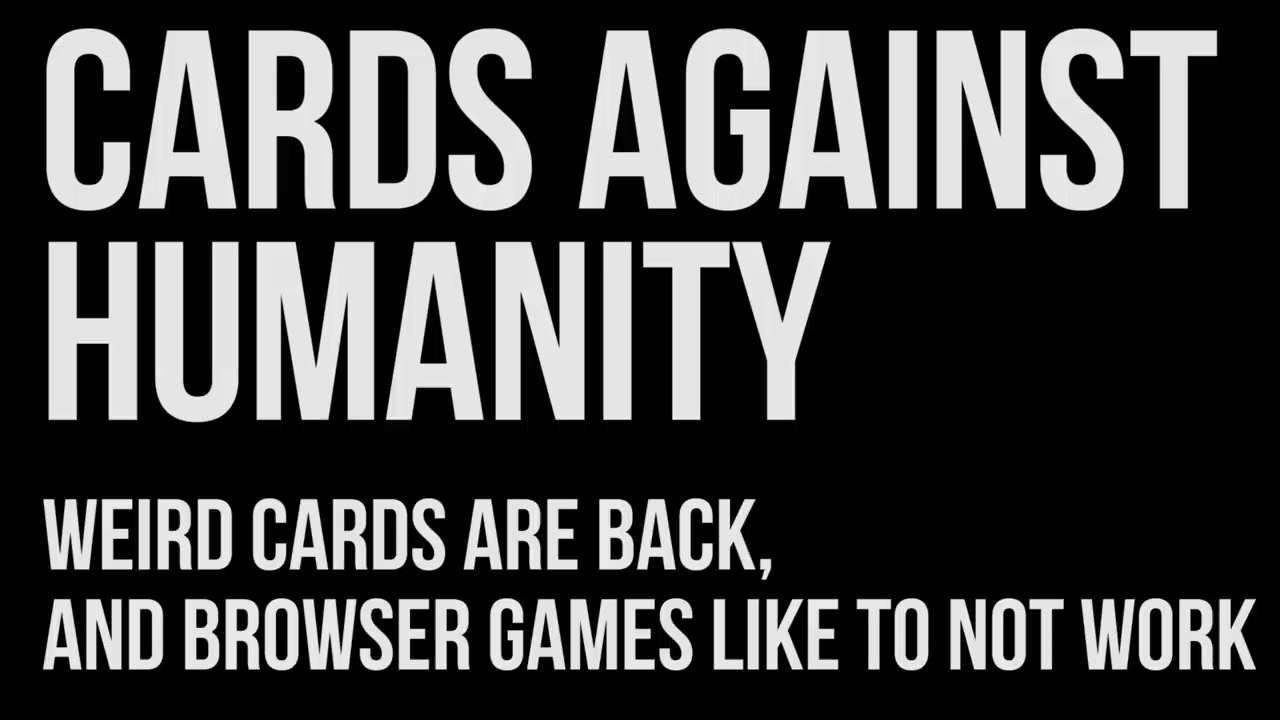 CARDS AGAINST
HUMANITY
WEIRD CARDS ARE BACK,
AND BROWSER GAMES LIKE TO NOT WORK